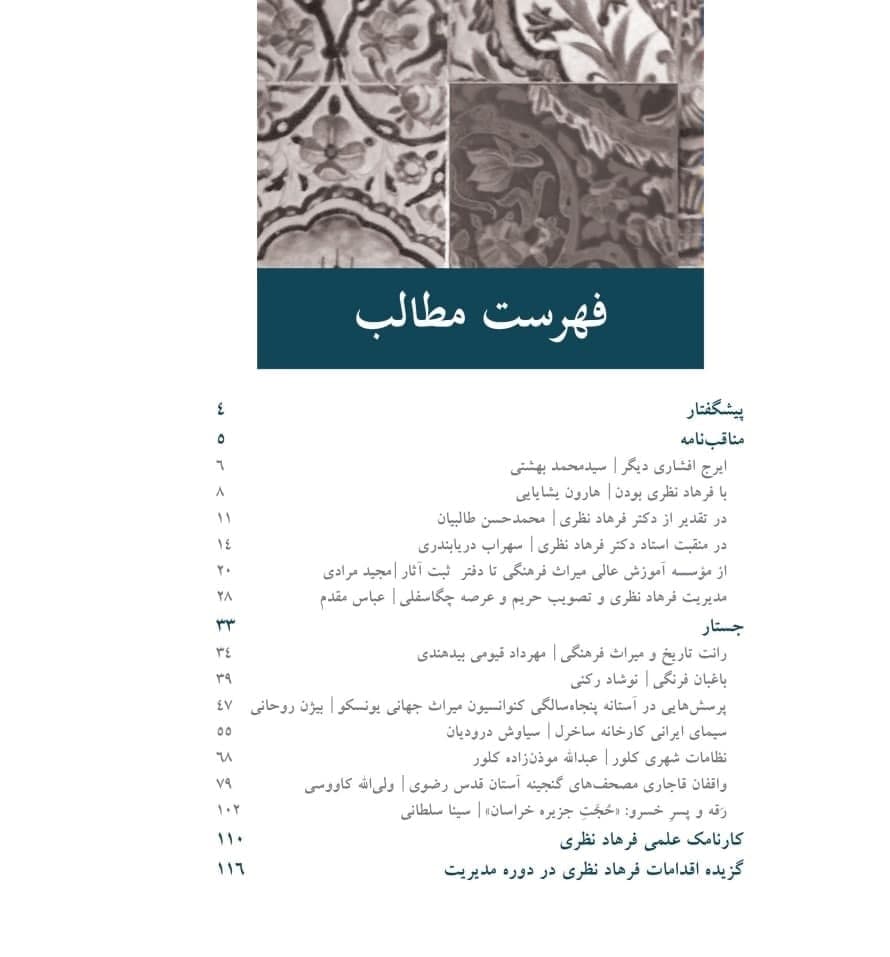 فهرست مطالب
پیشگفتار ٤
مناقب‌نامه ٥
ایرج افشاری دیگر | سیدمحمد بهشتی ٦
با فرهاد نظری بودن | هارون یشایایی ٨
در تقدیر از دکتر فرهاد نظری | محمدحسن طالبیان ١١
در منقبت استاد دکتر فرهاد نظری | سهراب دریابندری ١٤
از مؤسسه آموزش عالی میراث فرهنگی تا دفتر ثبت آثار | مجید مرادی ٢٠
مدیریت فرهاد نظری و تصویب حریم و عرصه چگاسفلی | عباس مقدم ٢٨
جستار ٣٣
رانت تاریخ و میراث فرهنگی | مهرداد قیومی بیدهندی ٣٤
باغبان فرنگی | نوشاد رکنی ٣٩
پرسش‌هایی در آستانه پنجاه‌سالگی کنوانسیون میراث جهانی یونسکو | بیژن روحانی ٤٧
سیمای ایرانی کارخانه ساخرل | سیاوش درودیان ٥٥
نظامات شهری کلور | عبدالله موذن‌زاده کلور ٦٨
واقفان قاجاری مصحف‌های گنجینه آستان قدس رضوی | ولی‌الله کاووسی ٧٩
رَقه و پسرِ خسرو: «حُجَّتِ جزیره خراسان» | سینا سلطانی ١٠٢
کارنامک علمی فرهاد نظری ١١٠
گزیده اقدامات فرهاد نظری در دوره مدیریت ١١٦